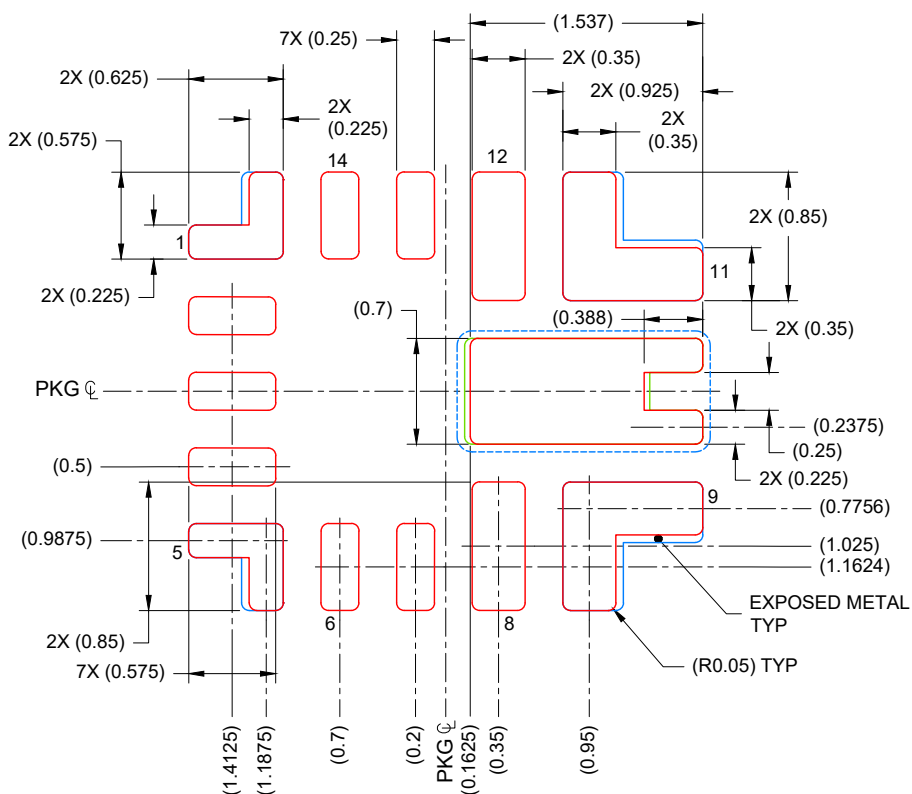 (1.537)
7X (0.25)
2X (0.35)
2X (0.625)
2X (0.925)
2X
(0.225)
2X
(0.35)
2X (0.575)
14
12
2X (0.85)
1
11
2X (0.225)
(0.7)
(0.388)
2X (0.35)
PKG ℄
(0.2375)
(0.25)
(0.5)
2X (0.225)
9
(0.7756)
(0.9875)
5
(1.025)
(1.1624)
EXPOSED METAL
TYP
6
8
2X (0.85)
7X (0.575)
(R0.05) TYP
(1.4125)
(1.1875)
(0.7)
(0.2)
PKG ℄
(0.1625)
(0.35)
(0.95)